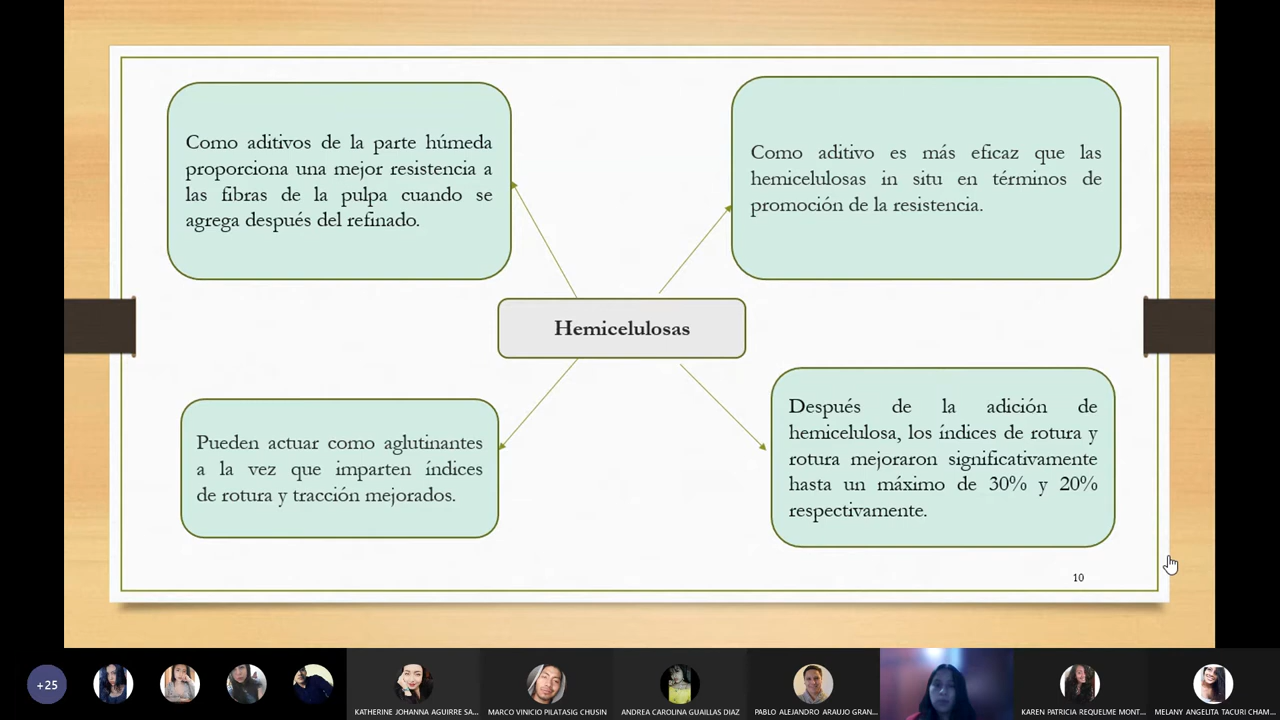 Como aditivos de la parte húmeda
proporciona una mejor resistencia a
las fibras de la pulpa cuando se
agrega después del refinado.
Como aditivo es más eficaz que las
hemicelulosas in situ en términos de
promoción de la resistencia.
Hemicelulosas
Pueden actuar como aglutinantes
a la vez que imparten índices
de rotura y tracción mejorados.
Después de la adición de
hemicelulosa, los índices de rotura y
rotura mejoraron significativamente
hasta un máximo de 30% y 20%
respectivamente.
10
+25
KATHERINE JOHANNA AGUIRRE SA...
MARCO VINICIO PILATASIG CHUSIN
ANDREA CAROLINA GUAILLAS DIAZ
PABLO ALEJANDRO ARAUJO GRAN...
KAREN PATRICIA REQUELME MONT...
MELANY ANGELITA TACURI CHAM...